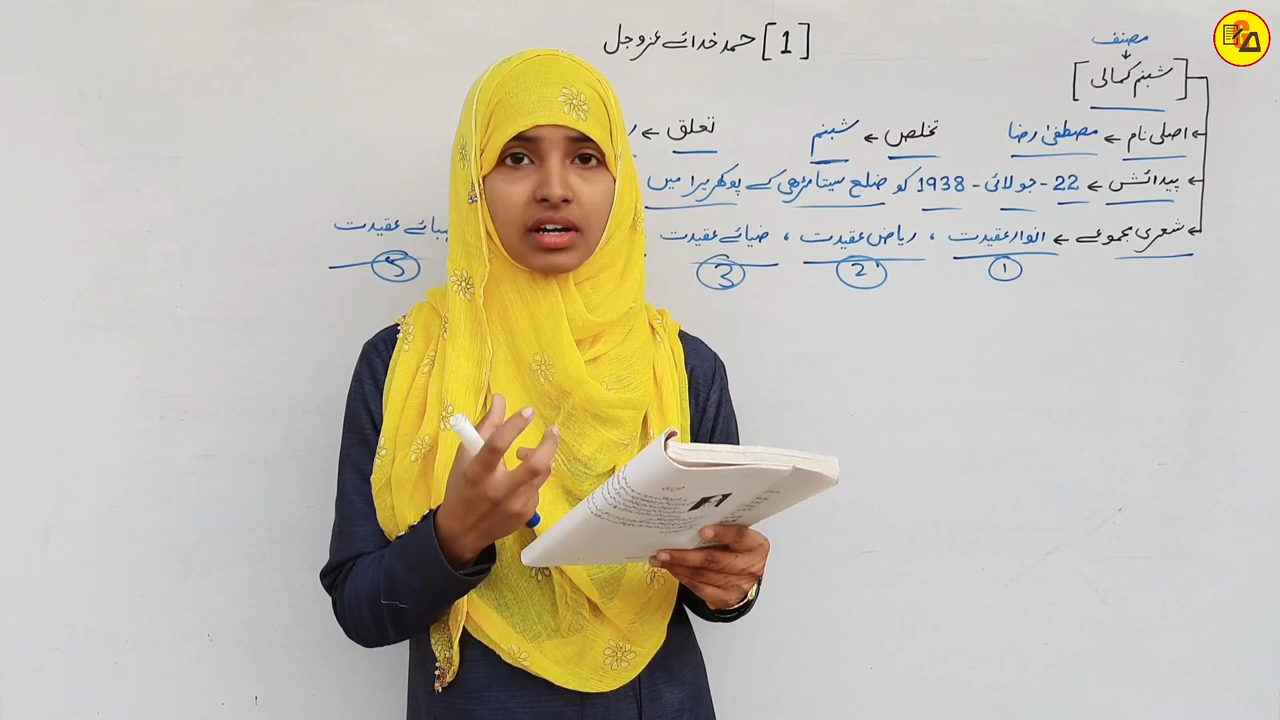 [1] حمد خدائے عزوجل
مصنف
↓
[شبنم کمالی]
اصلی نام ← مصطفیٰ رضا تخلص ← شبنم تعلق ←
پیدائش ← 22 - جولائی - 1938 کو ضلع سیتامڑھی کے پوکھریرا میں
شعری مجموعے ← انوار عقیدت ، ریاض عقیدت ، ضیائے عقیدت عقیدت
1 2 3 5